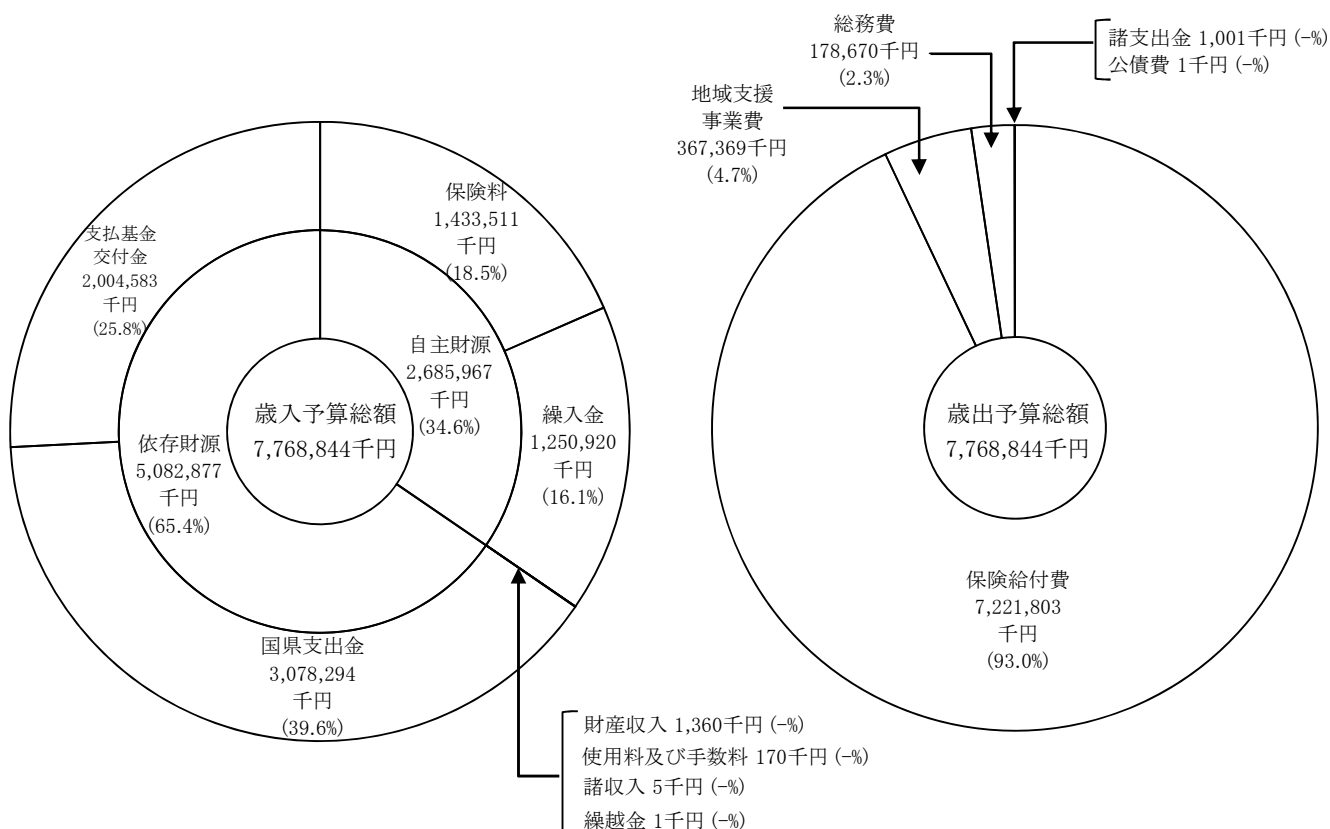 支払基金
交付金
2,004,583
千円
(25.8%)
保険料
1,433,511
千円
(18.5%)
自主財源
2,685,967
千円
(34.6%)
歳入予算総額
7,768,844千円
依存財源
5,082,877
千円
(65.4%)
繰入金
1,250,920
千円
(16.1%)
国県支出金
3,078,294
千円
(39.6%)
財産収入 1,360千円 (-%)
使用料及び手数料 170千円 (-%)
諸収入 5千円 (-%)
繰越金 1千円 (-%)
総務費
178,670千円
(2.3%)
諸支出金 1,001千円 (-%)
公債費 1千円 (-%)
地域支援
事業費
367,369千円
(4.7%)
歳出予算総額
7,768,844千円
保険給付費
7,221,803
千円
(93.0%)